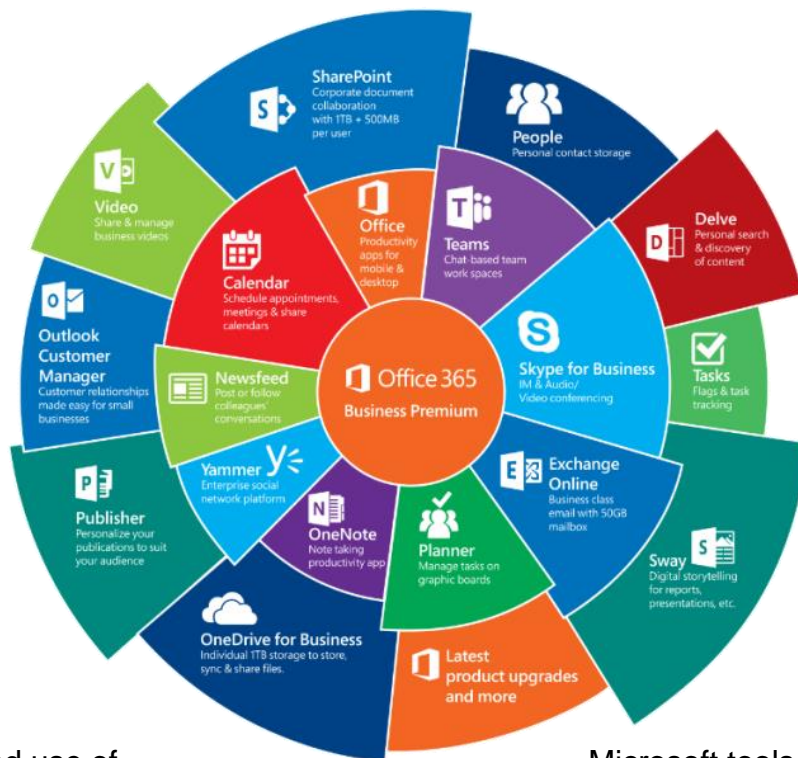 SharePoint
Corporate document
collaboration
with 1TB + 500MB
per user
People
Personal contact storage
Video
Share & manage
business videos
Office
Productivity
apps for
mobile &
desktop
Teams
Chat-based team
work spaces
Delve
Personal search
& discovery
of content
Calendar
Schedule appointments,
meetings & share
calendars
Outlook
Customer
Manager
Customer relationships
made easy for small
businesses
Newsfeed
Post or follow
colleagues'
conversations
Office 365
Business Premium
Skype for Business
IM & Audio/
Video conferencing
Tasks
Flags & task
tracking
Yammer
Enterprise social
network platform
Exchange
Online
Business class
email with 50GB
mailbox
Publisher
Personalize your
publications to suit
your audience
OneNote
Note taking
productivity app
Planner
Manage tasks on
graphic boards
Sway
Digital storytelling
for reports,
presentations, etc.
OneDrive for Business
Individual 1TB storage to store,
sync & share files.
Latest
product upgrades
and more
use of
Microsoft tools